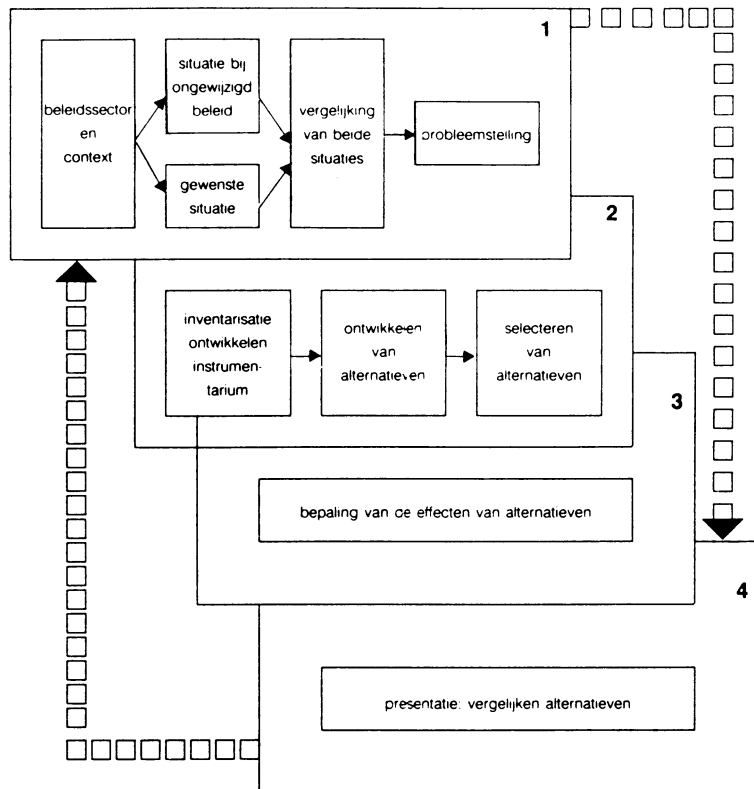 1
beleidssector
en
context
situatie bij
ongewijzigd
beleid
gewenste
situatie
vergelijking
van beide
situaties
probleemstelling
2
inventarisatie
ontwikkelen
instrumen-
tarium
ontwikkelen
van
alternatieven
selecteren
van
alternatieven
3
bepaling van de effecten van alternatieven
4
presentatie: vergelijken alternatieven